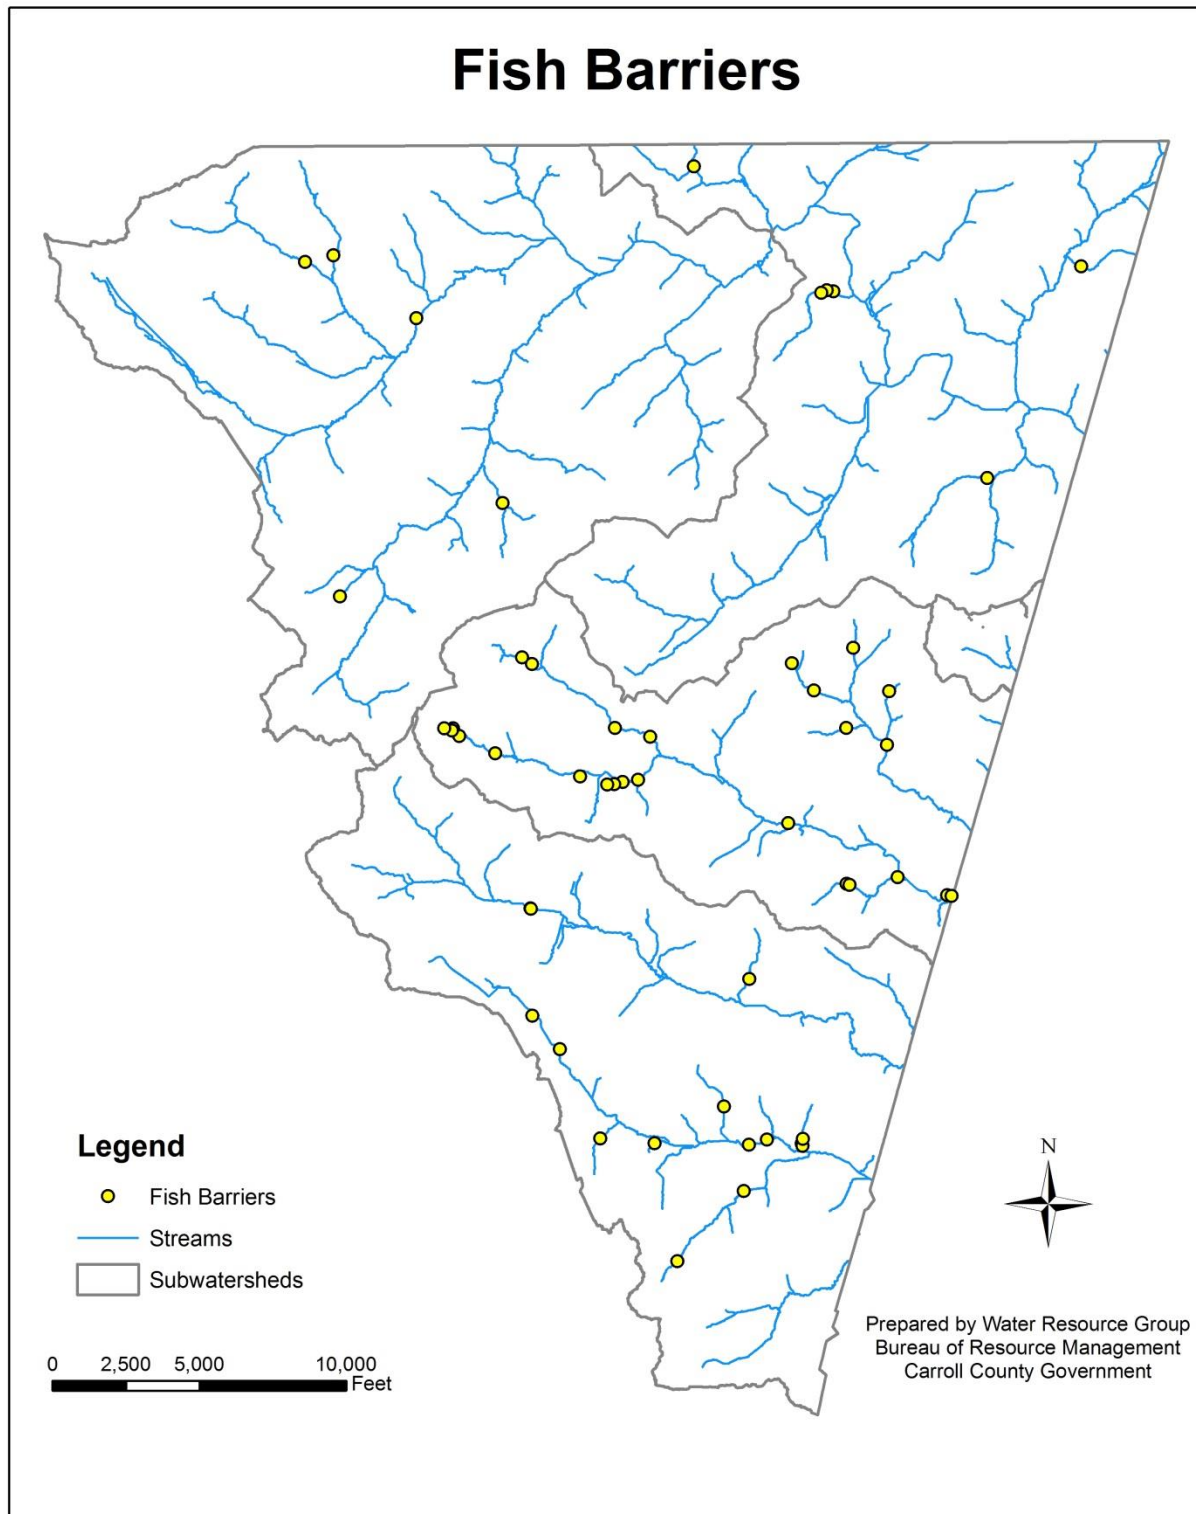 Fish Barriers
N
Legend
Fish Barriers
Streams
Subwatersheds
0 2,500 5,000 10,000
Feet
Prepared by Water Resource Group
Bureau of Resource Management
Carroll County Government